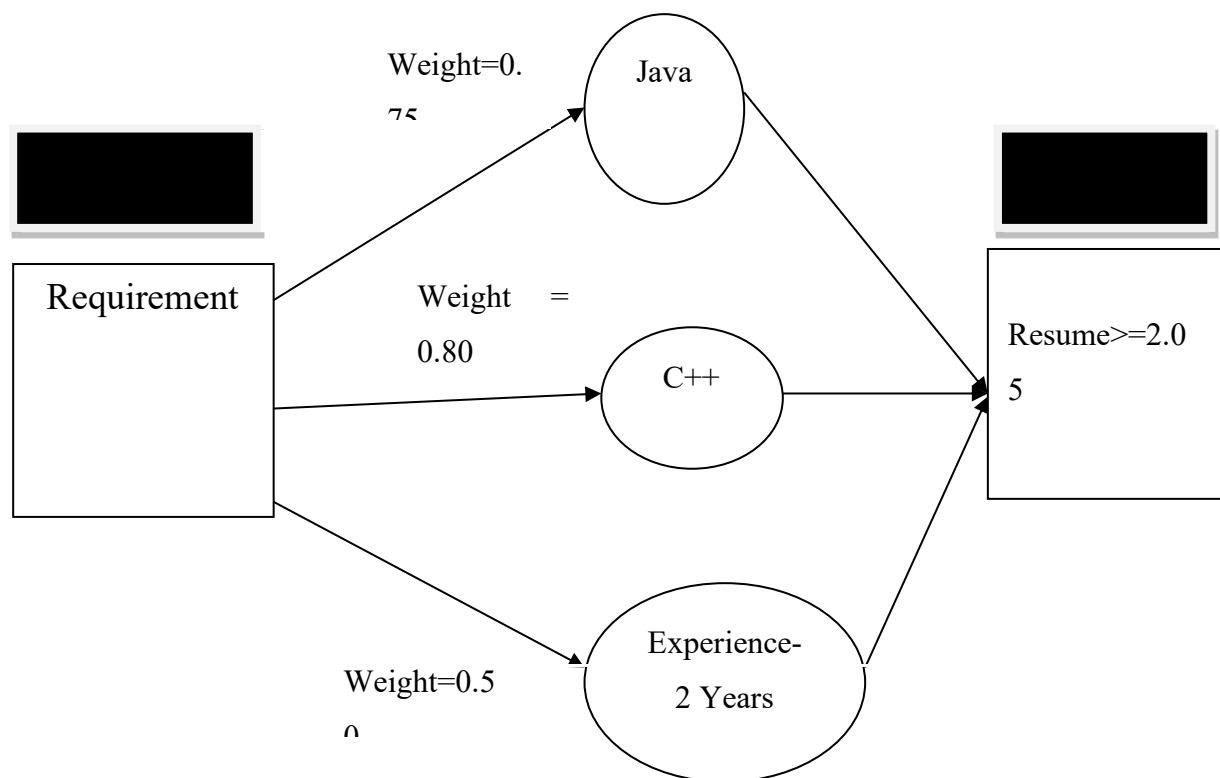 Weight=0.
75
Java
Requirement
Weight =
0.80
C++
Resume>=2.0
5
Experience-
2 Years
Weight=0.5
0